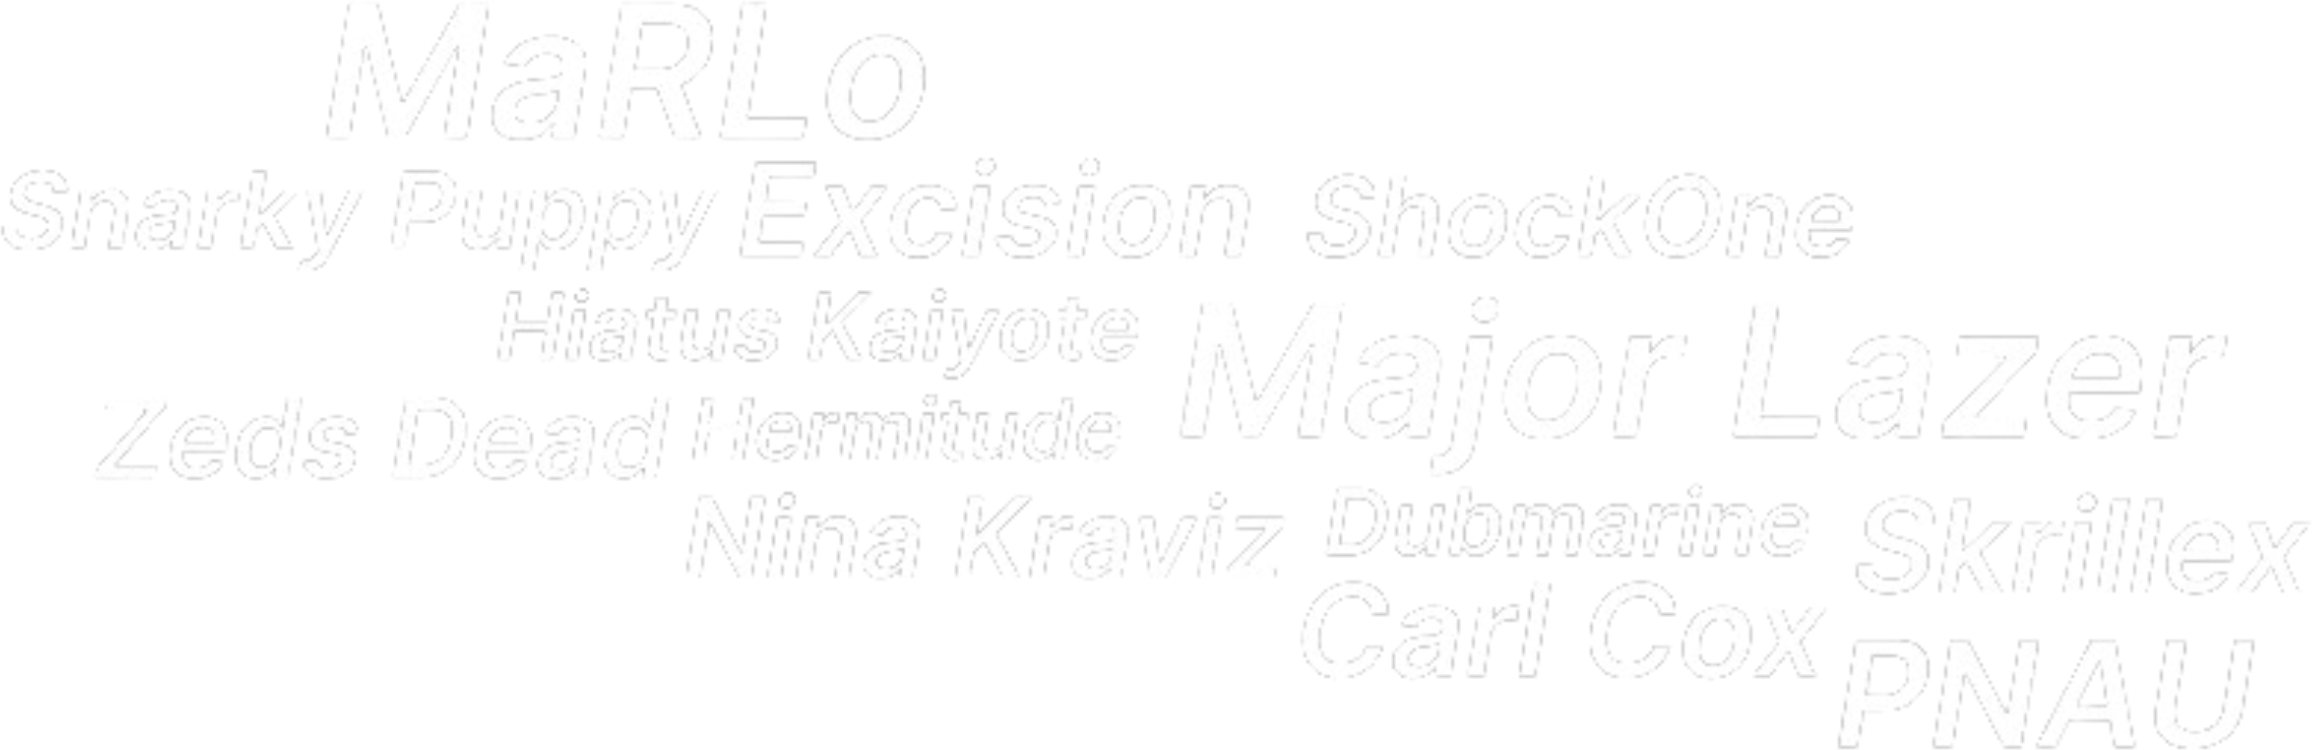 MaRLo
Snarky Puppy Excision ShockOne
Hiatus Kaiyote Major Lazer
Zeds Dead Hermitude
Nina Kraviz Dubmarine Skrillex
Carl Cox
PNAU